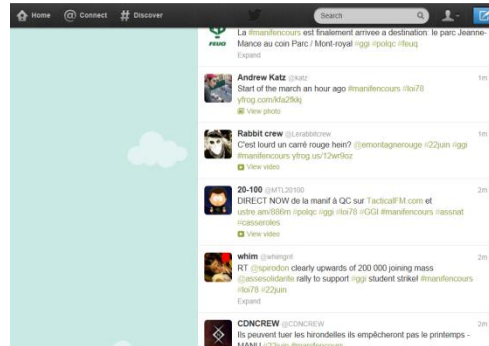 Home Connect Discover Search
La #manifencours est finalement arrivee a destination: le parc Jeanne-
FEUQ
Mance au coin Parc / Mont-royal #ggi #polqc #feuq
Expand
Andrew Katz @katz 1m
Start of the march an hour ago #manifencours #loi78
yfrog.com/kfa2fkkj
View photo
Rabbit crew @Lerabbitcrew 1m
C'est lourd un carré rouge hein? @emontagnerouge #22juin #ggi
#manifencours yfrog.us/12wr9oz
View video
20-100 @MTL20100 2m
DIRECT NOW de la manif à QC sur TacticalFM.com et
ustre.am/886m #polqc #ggi #loi78 #GGI #manifencours #assnat
#casseroles
View video
whim @whimgnt 2m
RT @spirodon clearly upwards of 200 000 joining mass
@assesolidarite rally to support #ggi student strike! #manifencours
#loi78 #22juin
Expand
CDNCREW @CDNCREW 2m
Ils peuvent tuer les hirondelles ils empêcheront pas le printemps -
MANU #22juin #manifencours